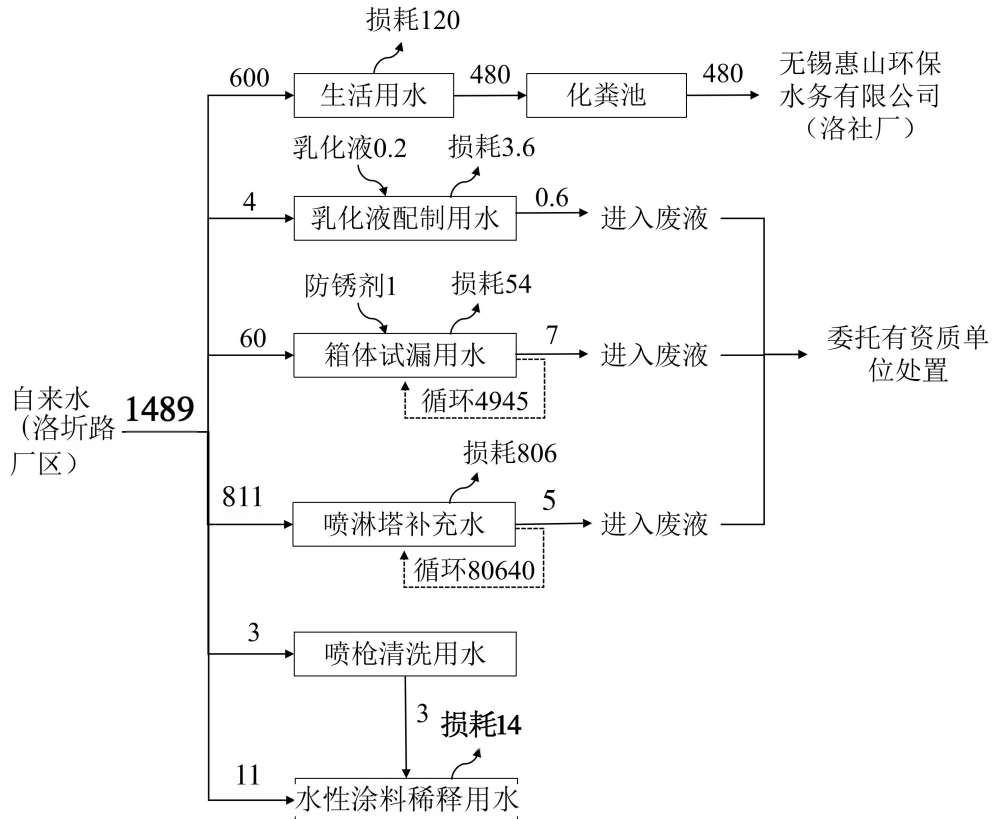 损耗120
600
生活用水
480
化粪池
480
无锡惠山环保
水务有限公司
（洛社厂）
乳化液0.2
损耗3.6
4
乳化液配制用水
0.6
进入废液
防锈剂1
损耗54
60
箱体试漏用水
7
进入废液
循环4945
委托有资质单
位处置
自来水
（洛圻路
厂区）
1489
损耗806
811
喷淋塔补充水
5
进入废液
循环80640
3
喷枪清洗用水
3
损耗14
11
水性涂料稀释用水